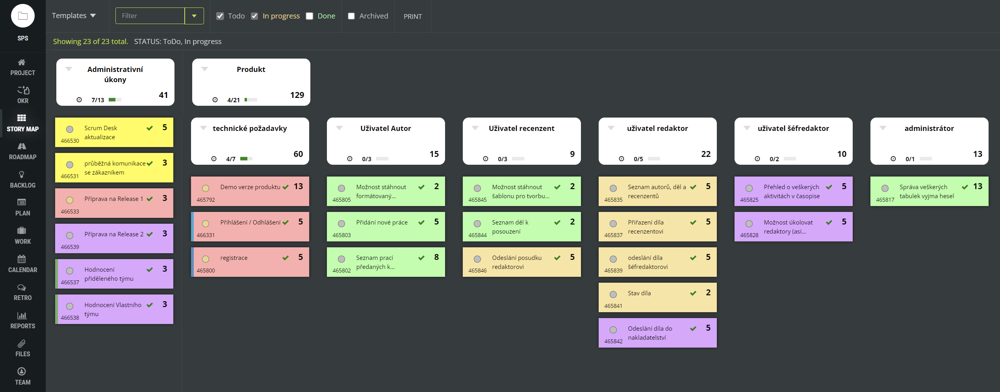 SPS
PROJECT
OKR
STORY MAP
ROADMAP
BACKLOG
PLAN
WORK
CALENDAR
RETRO
REPORTS
FILES
TEAM
Templates
Filter
Todo
In progress
Done
Archived
PRINT
Showing 23 of 23 total. STATUS: ToDo, In progress
Administrativní
úkony
7/13
41
Produkt
4/21
129
Scrum Desk
aktualizace
5
466530
průběžná komunikace
se zákazníkem
3
466531
Příprava na Release 1
3
466533
Příprava na Release 2
3
466539
Hodnocení
přiděleného týmu
3
466537
Hodnocení Vlastního
týmu
3
466538
technické požadavky
4/7
60
Demo verze produktu
13
465792
Přihlášení / Odhlášení
5
466331
registrace
5
465800
Uživatel Autor
0/3
15
Možnost stáhnout
formátovaný...
2
465805
Přidání nové práce
5
465803
Seznam prací
předaných k...
8
465802
Uživatel recenzent
0/3
9
Možnost stáhnout
šablonu pro tvorbu...
2
465845
Seznam děl k
posouzení
2
465844
Odeslání posudku
redaktorovi
5
465846
uživatel redaktor
0/5
22
Seznam autorů, děl a
recenzentů
5
465835
Přiřazení díla
recenzentovi
5
465837
odeslání díla
šéfredaktorovi
5
465839
Stav díla
2
465841
Odeslání díla do
nakladatelství
5
465842
uživatel šéfredaktor
0/2
10
Přehled o veškerých
aktivitách v časopise
5
465825
Možnost úkolovat
redaktory (asi...
5
465828
administrátor
0/1
13
Správa veškerých
tabulek vyjma hesel
13
465817